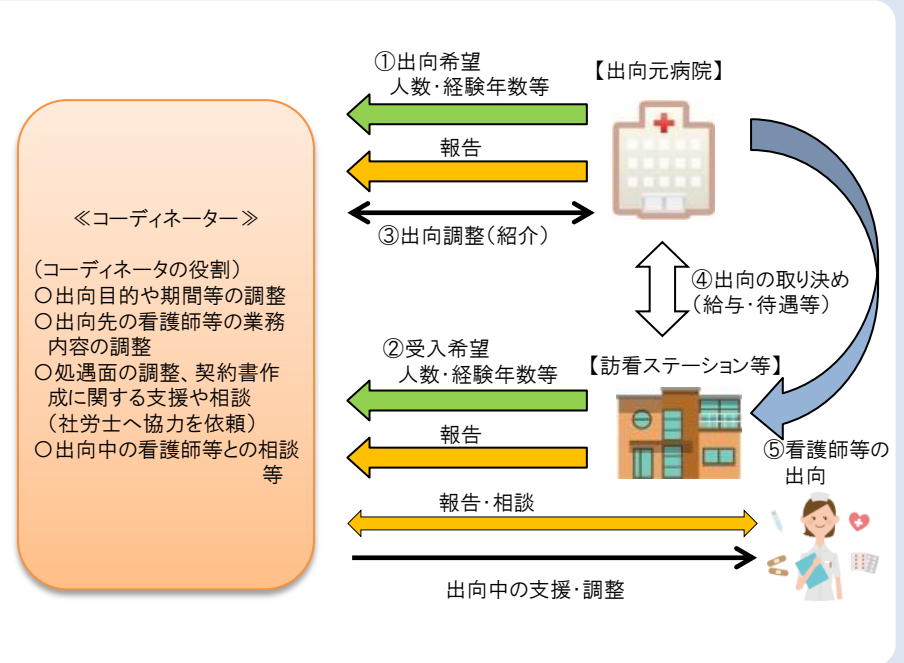 ①出向希望
人数・経験年数等
【出向元病院】
報告
③出向調整(紹介)
≪コーディネーター≫
(コーディネータの役割)
○出向目的や期間等の調整
○出向先の看護師等の業務
内容の調整
○処遇面の調整、契約書作
成に関する支援や相談
(社労士へ協力を依頼)
○出向中の看護師等との相談
等
④出向の取り決め
(給与・待遇等)
②受入希望
人数・経験年数等
【訪看ステーション等】
報告
⑤看護師等の
出向
報告・相談
出向中の支援・調整